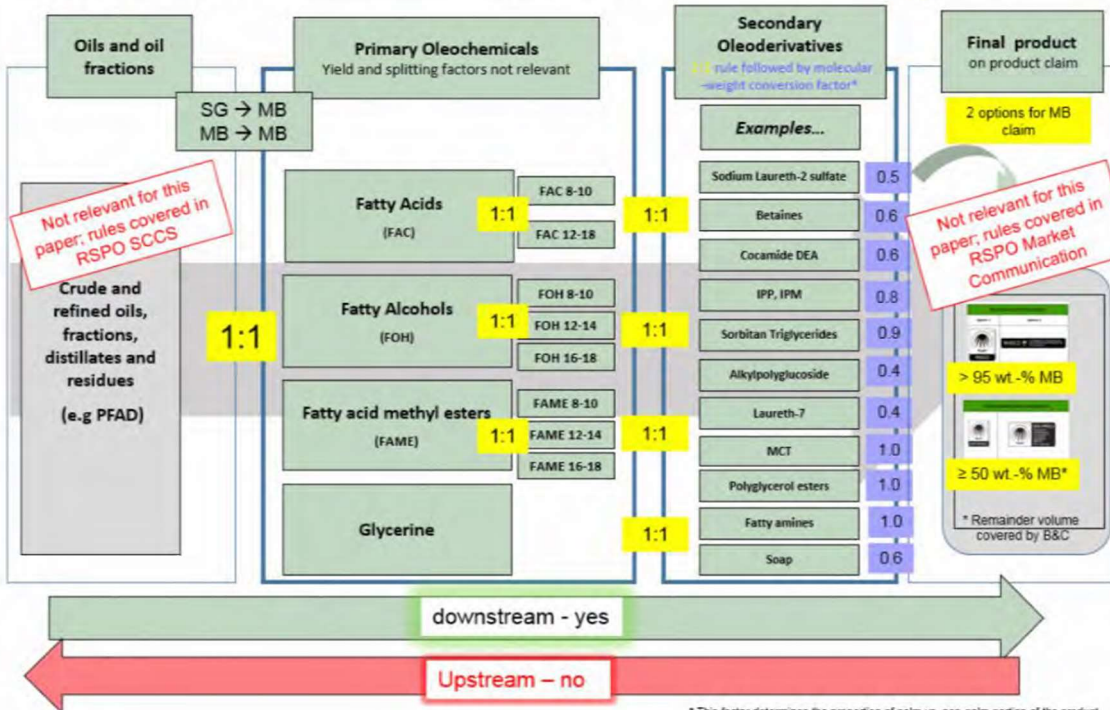 Oils and oil
fractions
Primary Oleochemicals
Yield and splitting factors not relevant
Secondary
Oleoderivatives
rule followed by molecular
-weight conversion factor*
Final product
on product claim
SG → MB
MB → MB
Examples...
2 options for MB
claim
Not relevant for this
paper; rules covered in
RSPO SCCS
Crude and
refined oils,
fractions,
distillates and
residues
(e.g PFAD)
1:1
Fatty Acids
(FAC)
1:1
FAC 8-10
FAC 12-18
1:1
Fatty Alcohols
(FOH)
1:1
FOH 8-10
FOH 12-14
FOH 16-18
1:1
Fatty acid methyl esters
(FAME)
1:1
FAME 8-10
FAME 12-14
FAME 16-18
1:1
Glycerine
1:1
Sodium Laureth-2 sulfate 0.5
Betaines 0.6
Cocamide DEA 0.6
IPP, IPM 0.8
Sorbitan Triglycerides 0.9
Alkylpolyglucoside 0.4
Laureth-7 0.4
MCT 1.0
Polyglycerol esters 1.0
Fatty amines 1.0
Soap 0.6
Not relevant for this
paper; rules covered in
RSPO Market
Communication
> 95 wt.-% MB
≥ 50 wt.-% MB*
* Remainder volume
covered by B&C
downstream - yes
Upstream – no